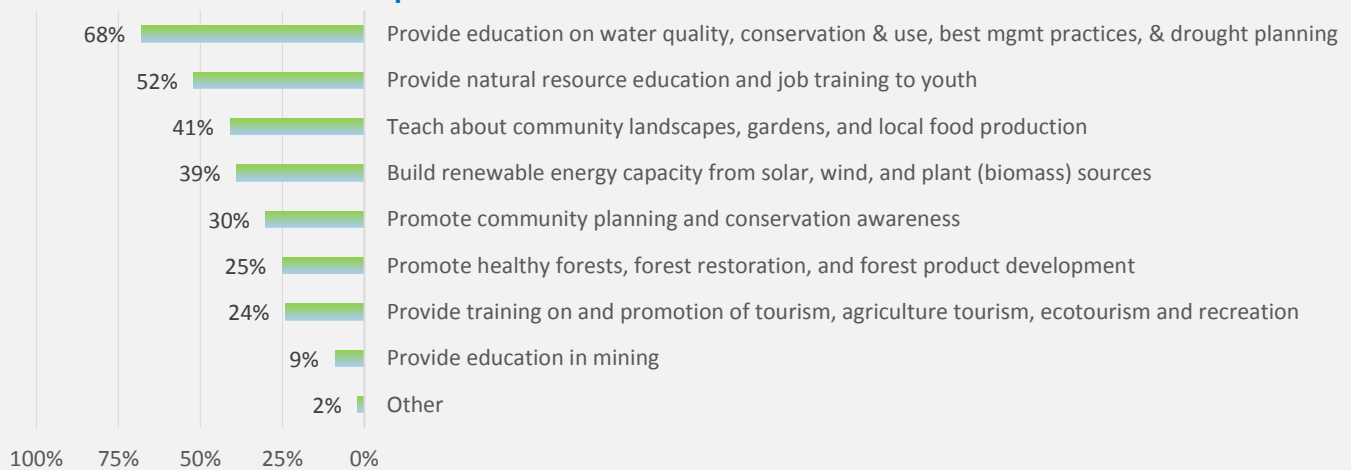 68% Provide education on water quality, conservation & use, best mgmt practices, & drought planning
52% Provide natural resource education and job training to youth
41% Teach about community landscapes, gardens, and local food production
39% Build renewable energy capacity from solar, wind, and plant (biomass) sources
30% Promote community planning and conservation awareness
25% Promote healthy forests, forest restoration, and forest product development
24% Provide training on and promotion of tourism, agriculture tourism, ecotourism and recreation
9% Provide education in mining
2% Other
100% 75% 50% 25% 0%